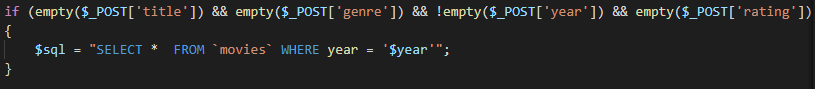 if (empty($_POST['title']) && empty($_POST['genre']) && !empty($_POST['year']) && empty($_POST['rating'])
{
$sql = "SELECT *  FROM `movies` WHERE year = '$year'";
}